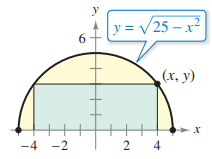 y
6
y = √25 − x²
(x, y)
x
−4 −2 2 4